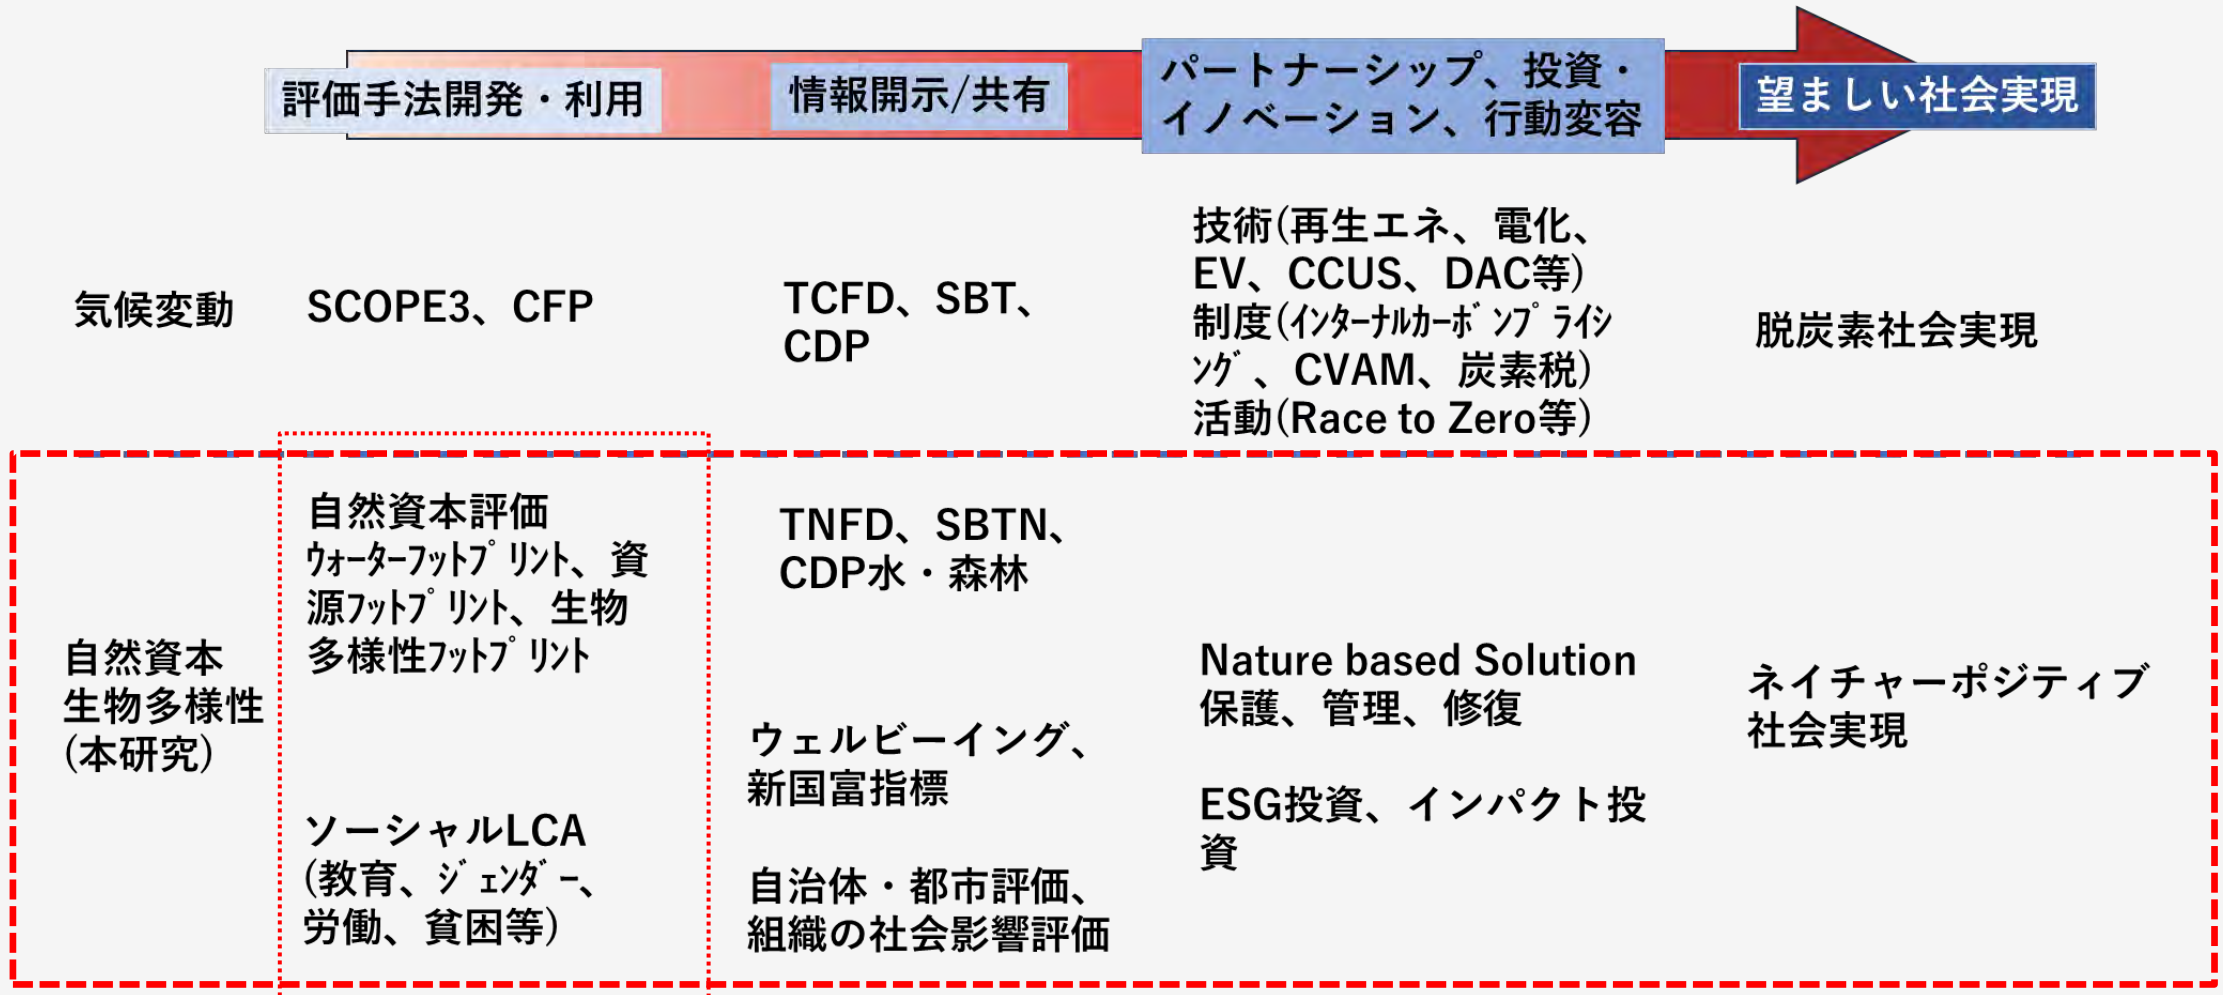 評価手法開発・利用
情報開示/共有
パートナーシップ、投資・
イノベーション、行動変容
望ましい社会実現
気候変動
SCOPE3、CFP
TCFD、SBT、
CDP
技術(再生エネ、電化、
EV、CCUS、DAC等)
制度(ｲﾝﾀｰﾅﾙｶｰﾎﾞﾝﾌﾟﾗｲｼ
ﾝｸﾞ、CVAM、炭素税)
活動(Race to Zero等)
脱炭素社会実現
自然資本
生物多様性
(本研究)
自然資本評価
ｳｫｰﾀｰﾌｯﾄﾌﾟﾘﾝﾄ、資
源ﾌｯﾄﾌﾟﾘﾝﾄ、生物
多様性ﾌｯﾄﾌﾟﾘﾝﾄ
ソーシャルLCA
(教育、ｼﾞｪﾝﾀﾞｰ、
労働、貧困等)
TNFD、SBTN、
CDP水・森林
ウェルビーイング、
新国富指標
自治体・都市評価、
組織の社会影響評価
Nature based Solution
保護、管理、修復
ESG投資、インパクト投
資
ネイチャーポジティブ
社会実現